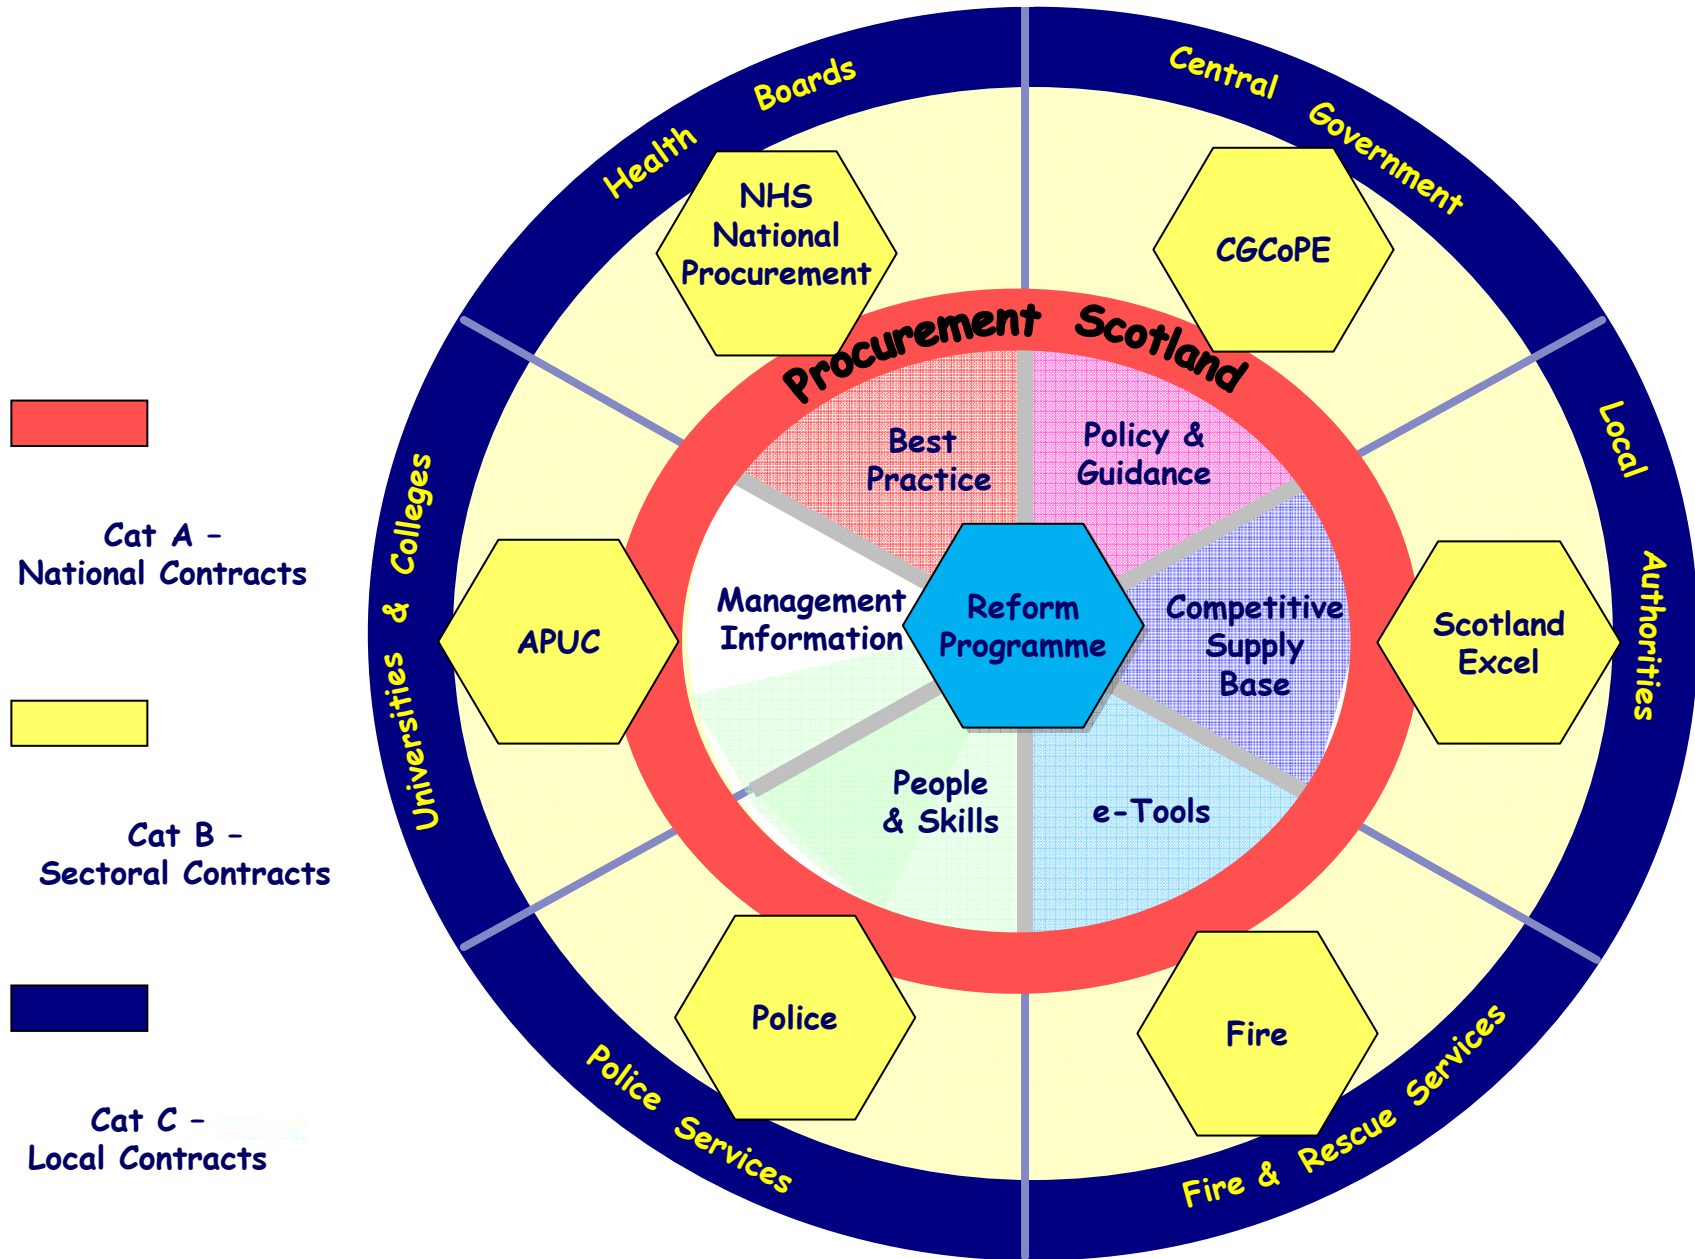 Health Boards
Central Government
Local Authorities
Fire & Rescue Services
Police Services
Universities & Colleges
NHS
National
Procurement
CGCoPE
Scotland
Excel
Fire
Police
APUC
Procurement Scotland
Best
Practice
Policy &
Guidance
Competitive
Supply
Base
e-Tools
People
& Skills
Management
Information
Reform
Programme
Cat A –
National Contracts
Cat B –
Sectoral Contracts
Cat C –
Local Contracts